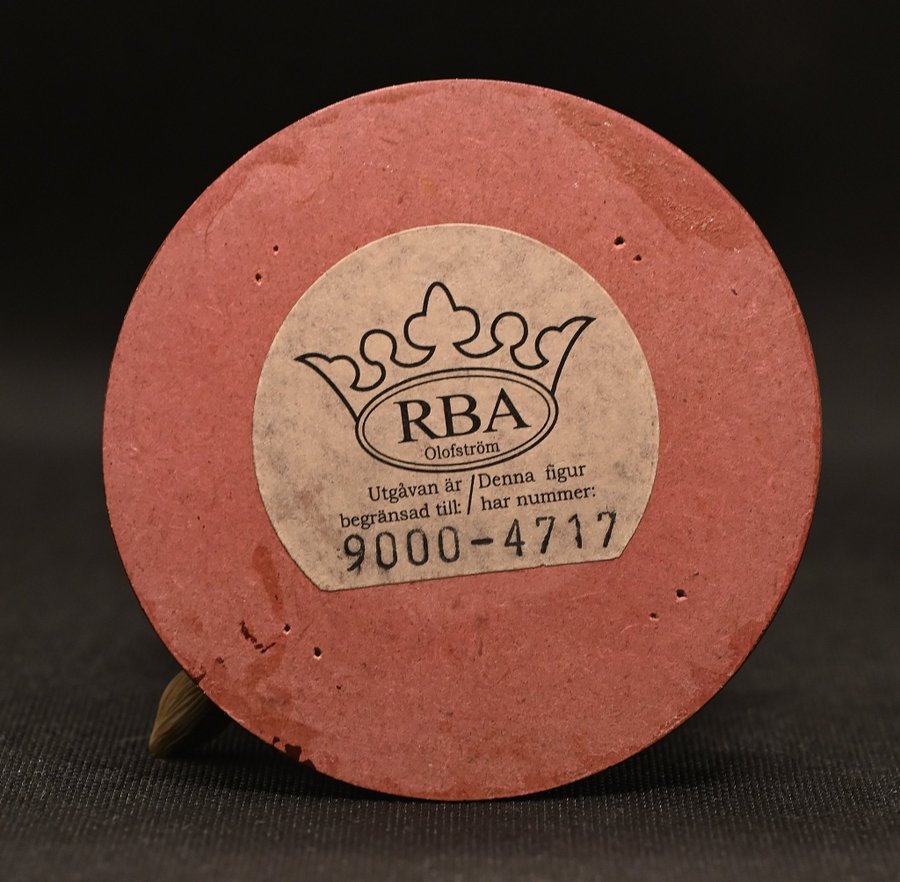 RBA
Olofström
Utgåvan är / Denna figur
begränsad till: / har nummer:
9000-4717